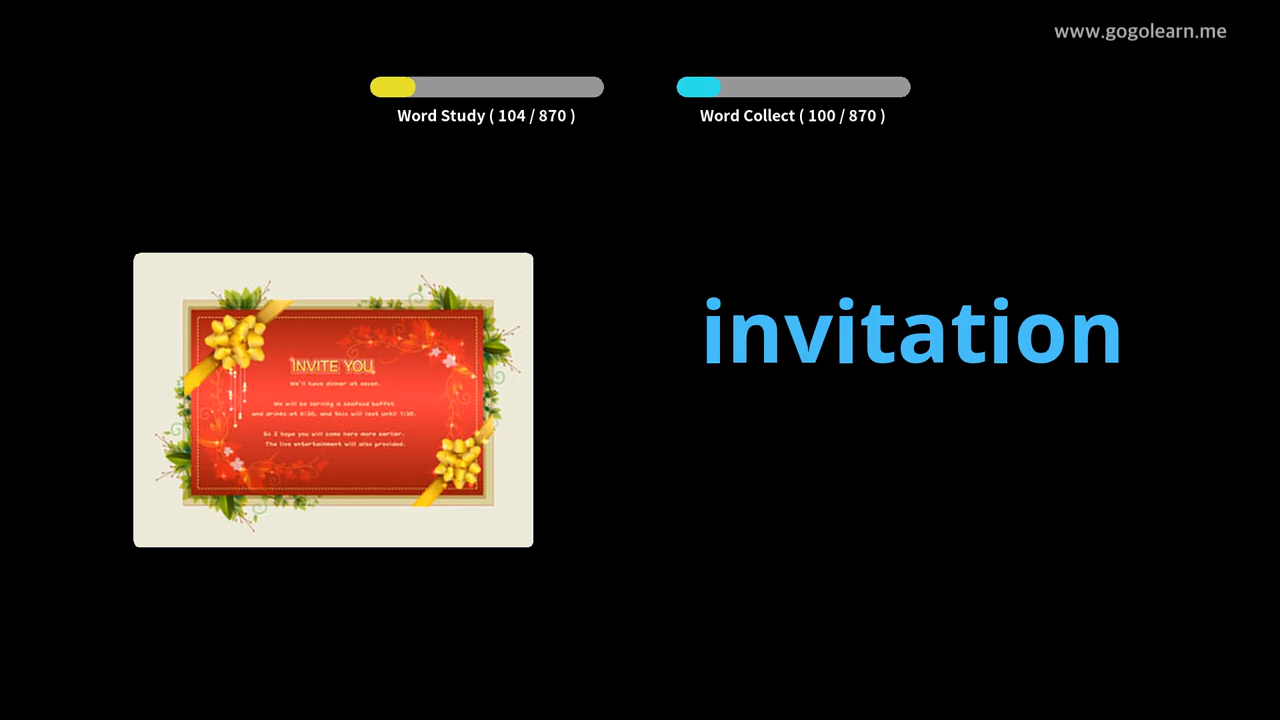 www.gogolearn.me
Word Study ( 104 / 870 )
Word Collect ( 100 / 870 )
invitation
INVITE YOU
We'll have dinner at seven.
We will be serving a seafood buffet
and drinks at 6:30, and this will last until 7:30.
So I hope you will come here more earlier.
The live entertainment will also provided.